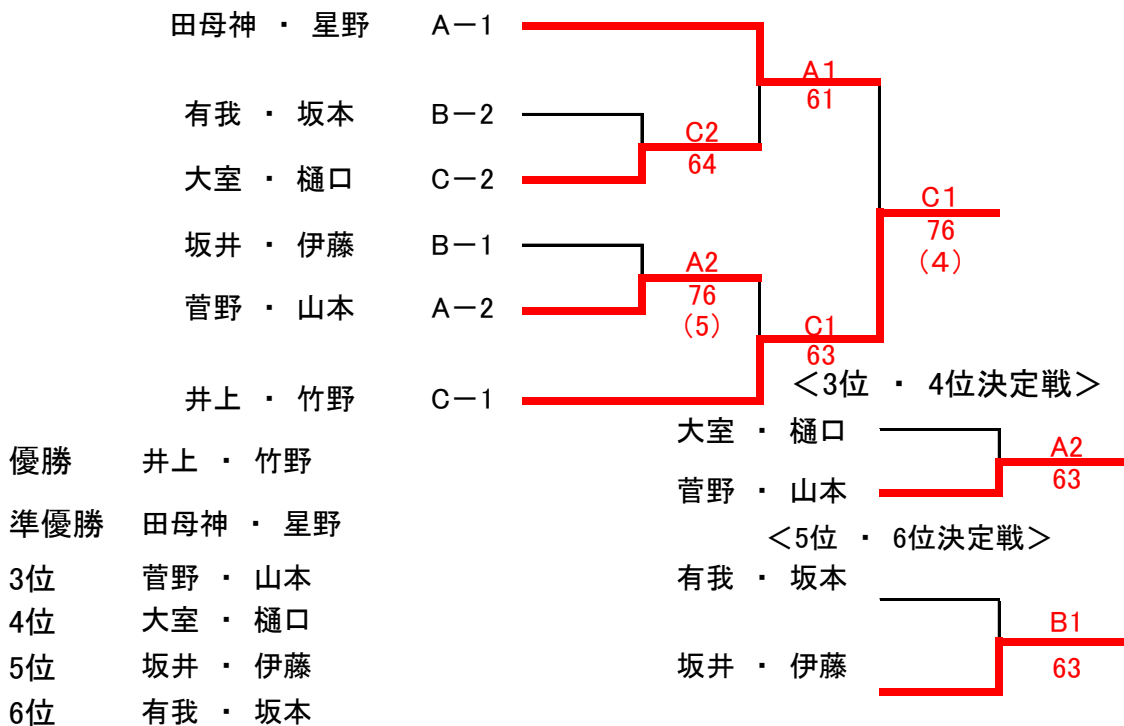 田母神 ・ 星野 A－1
A1
61
有我 ・ 坂本 B－2
C2
64
大室 ・ 樋口 C－2
C1
76
(4)
坂井 ・ 伊藤 B－1
A2
76
(5)
菅野 ・ 山本 A－2
C1
63
井上 ・ 竹野 C－1
＜3位 ・ 4位決定戦＞
大室 ・ 樋口
A2
63
菅野 ・ 山本
＜5位 ・ 6位決定戦＞
有我 ・ 坂本
B1
63
坂井 ・ 伊藤
優勝 井上 ・ 竹野
準優勝 田母神 ・ 星野
3位 菅野 ・ 山本
4位 大室 ・ 樋口
5位 坂井 ・ 伊藤
6位 有我 ・ 坂本